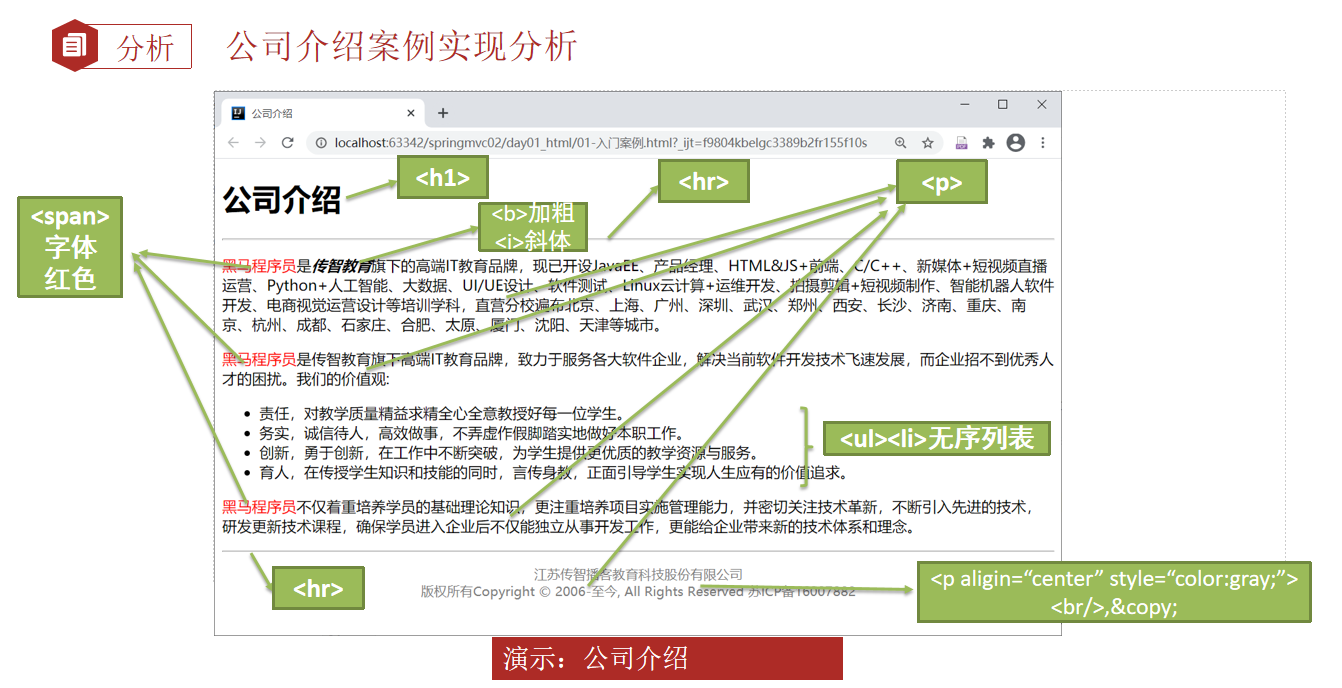 分析
公司介绍案例实现分析
公司介绍
localhost:63342/springmvc02/day01_html/01-入门案例.html?_ijt=f9804kbelgc3389b2fr155f10s
<h1>
<hr>
<p>
公司介绍
<span>
字体
红色
<b>加粗
<i>斜体
黑马程序员是传智教育旗下的高端IT教育品牌，现已开设JavaEE、产品经理、HTML&JS+前端、C/C++、新媒体+短视频直播
运营、Python+人工智能、大数据、UI/UE设计、软件测试、Linux云计算+运维开发、拍摄剪辑+短视频制作、智能机器人软件
开发、电商视觉运营设计等培训学科，直营分校遍布北京、上海、广州、深圳、武汉、郑州、西安、长沙、济南、重庆、南
京、杭州、成都、石家庄、合肥、太原、厦门、沈阳、天津等城市。
黑马程序员是传智教育旗下高端IT教育品牌，致力于服务各大软件企业，解决当前软件开发技术飞速发展，而企业招不到优秀人
才的困扰。我们的价值观:
责任，对教学质量精益求精全心全意教授好每一位学生。
务实，诚信待人，高效做事，不弄虚作假脚踏实地做好本职工作。
创新，勇于创新，在工作中不断突破，为学生提供更优质的教学资源与服务。
育人，在传授学生知识和技能的同时，言传身教，正面引导学生实现人生应有的价值追求。
<ul><li>无序列表
黑马程序员不仅着重培养学员的基础理论知识，更注重培养项目实施管理能力，并密切关注技术革新，不断引入先进的技术，
研发更新技术课程，确保学员进入企业后不仅能独立从事开发工作，更能给企业带来新的技术体系和理念。
<hr>
江苏传智播客教育科技股份有限公司
版权所有Copyright © 2006-至今, All Rights Reserved 苏ICP备16007882
<p aligin=“center” style=“color:gray;”>
<br/>,&copy;
演示：公司介绍